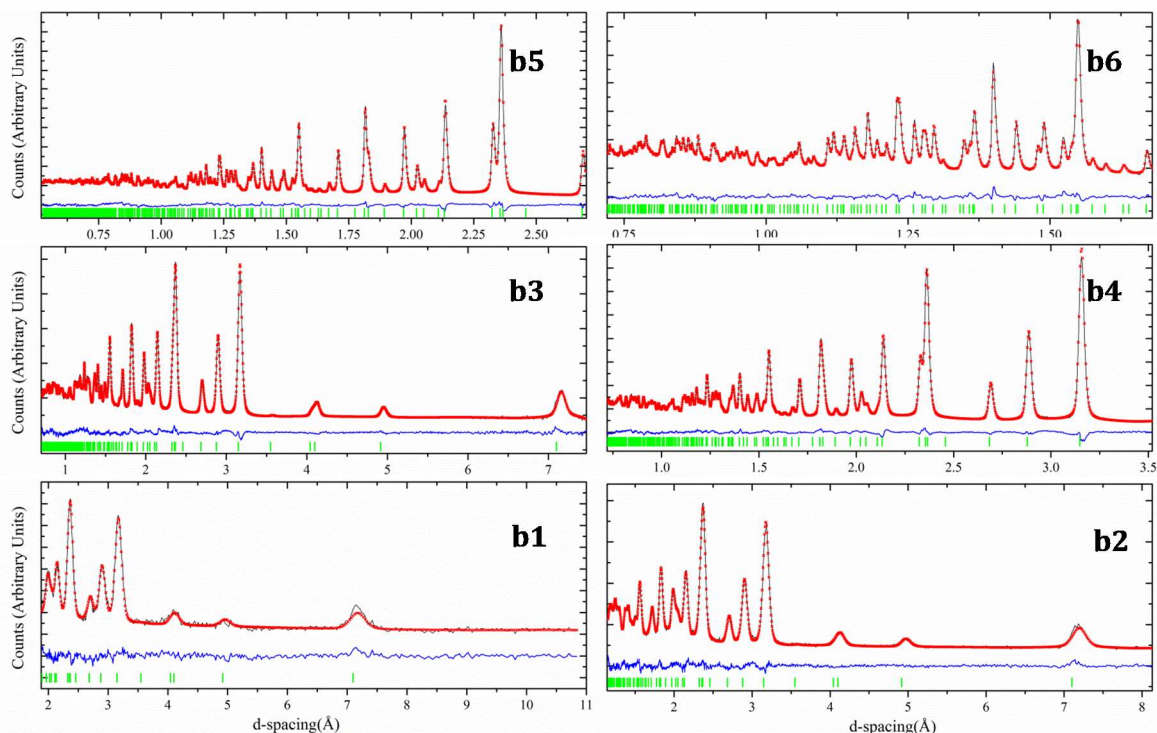 Counts (Arbitrary Units)
b5
0.75 1.00 1.25 1.50 1.75 2.00 2.25 2.50
b6
0.75 1.00 1.25 1.50
Counts (Arbitrary Units)
b3
1 2 3 4 5 6 7
b4
1.0 1.5 2.0 2.5 3.0 3.5
Counts (Arbitrary Units)
b1
2 3 4 5 6 7 8 9 10 11
d-spacing(Å)
b2
2 3 4 5 6 7 8
d-spacing(Å)